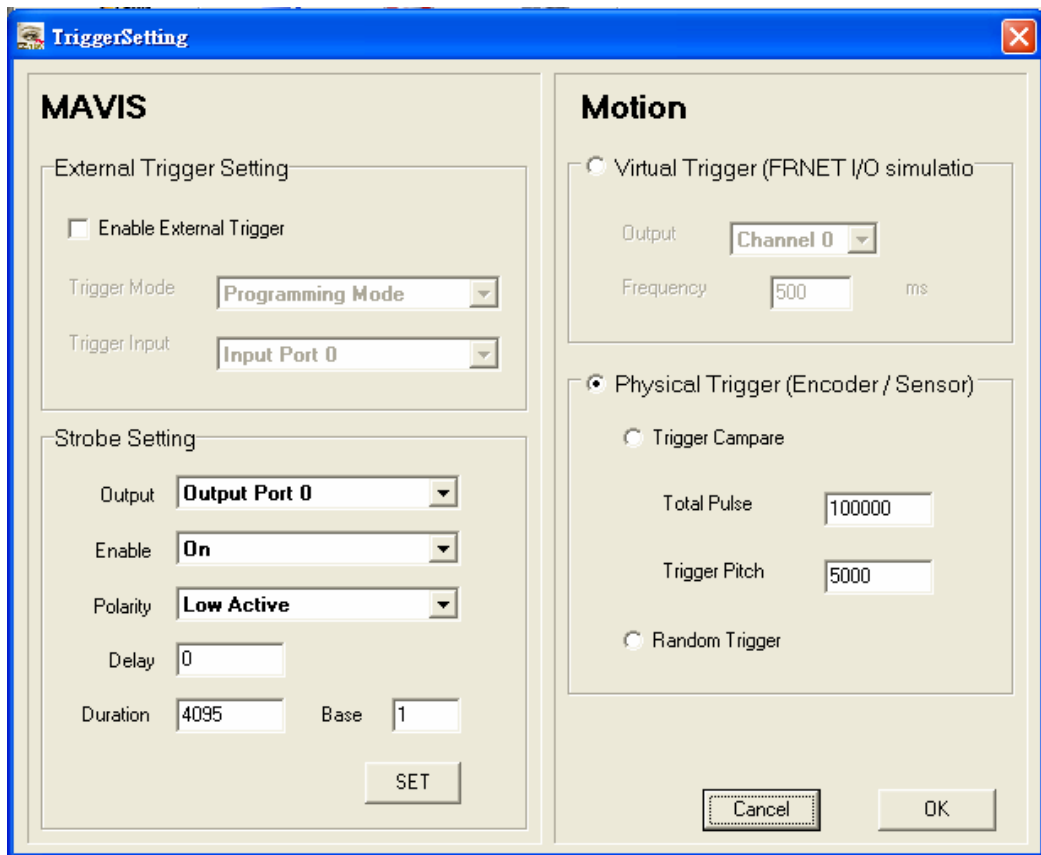 TriggerSetting
MAVIS
External Trigger Setting
Enable External Trigger
Trigger Mode Programming Mode
Trigger Input Input Port 0
Strobe Setting
Output Output Port 0
Enable On
Polarity Low Active
Delay 0
Duration 4095 Base 1
SET
Motion
Virtual Trigger (FRNET I/O simulatio
Output Channel 0
Frequency 500 ms
Physical Trigger (Encoder / Sensor)
Trigger Campare
Total Pulse 100000
Trigger Pitch 5000
Random Trigger
Cancel OK